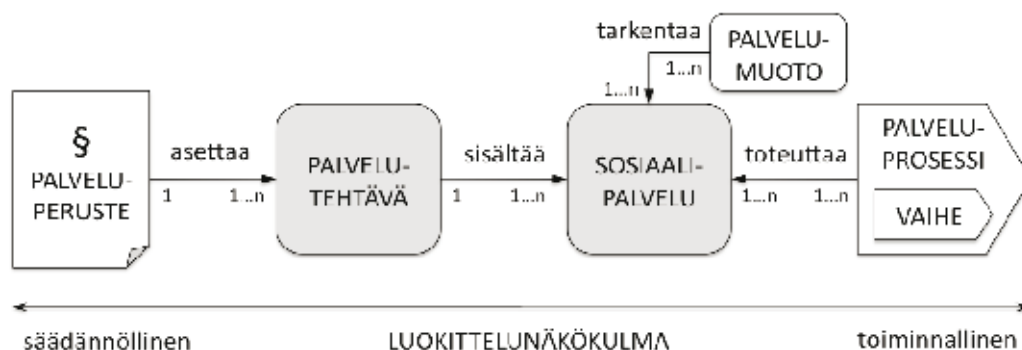 tarkentaa
PALVELU-
MUOTO
1...n
1...n
§
PALVELU-
PERUSTE
asettaa
1 1...n
PALVELU-
TEHTÄVÄ
sisältää
1 1...n
SOSIAALI-
PALVELU
toteuttaa
1...n 1...n
PALVELU-
PROSESSI
VAIHE
säädännöllinen LUOKITTELUNÄKÖKULMA toiminnallinen